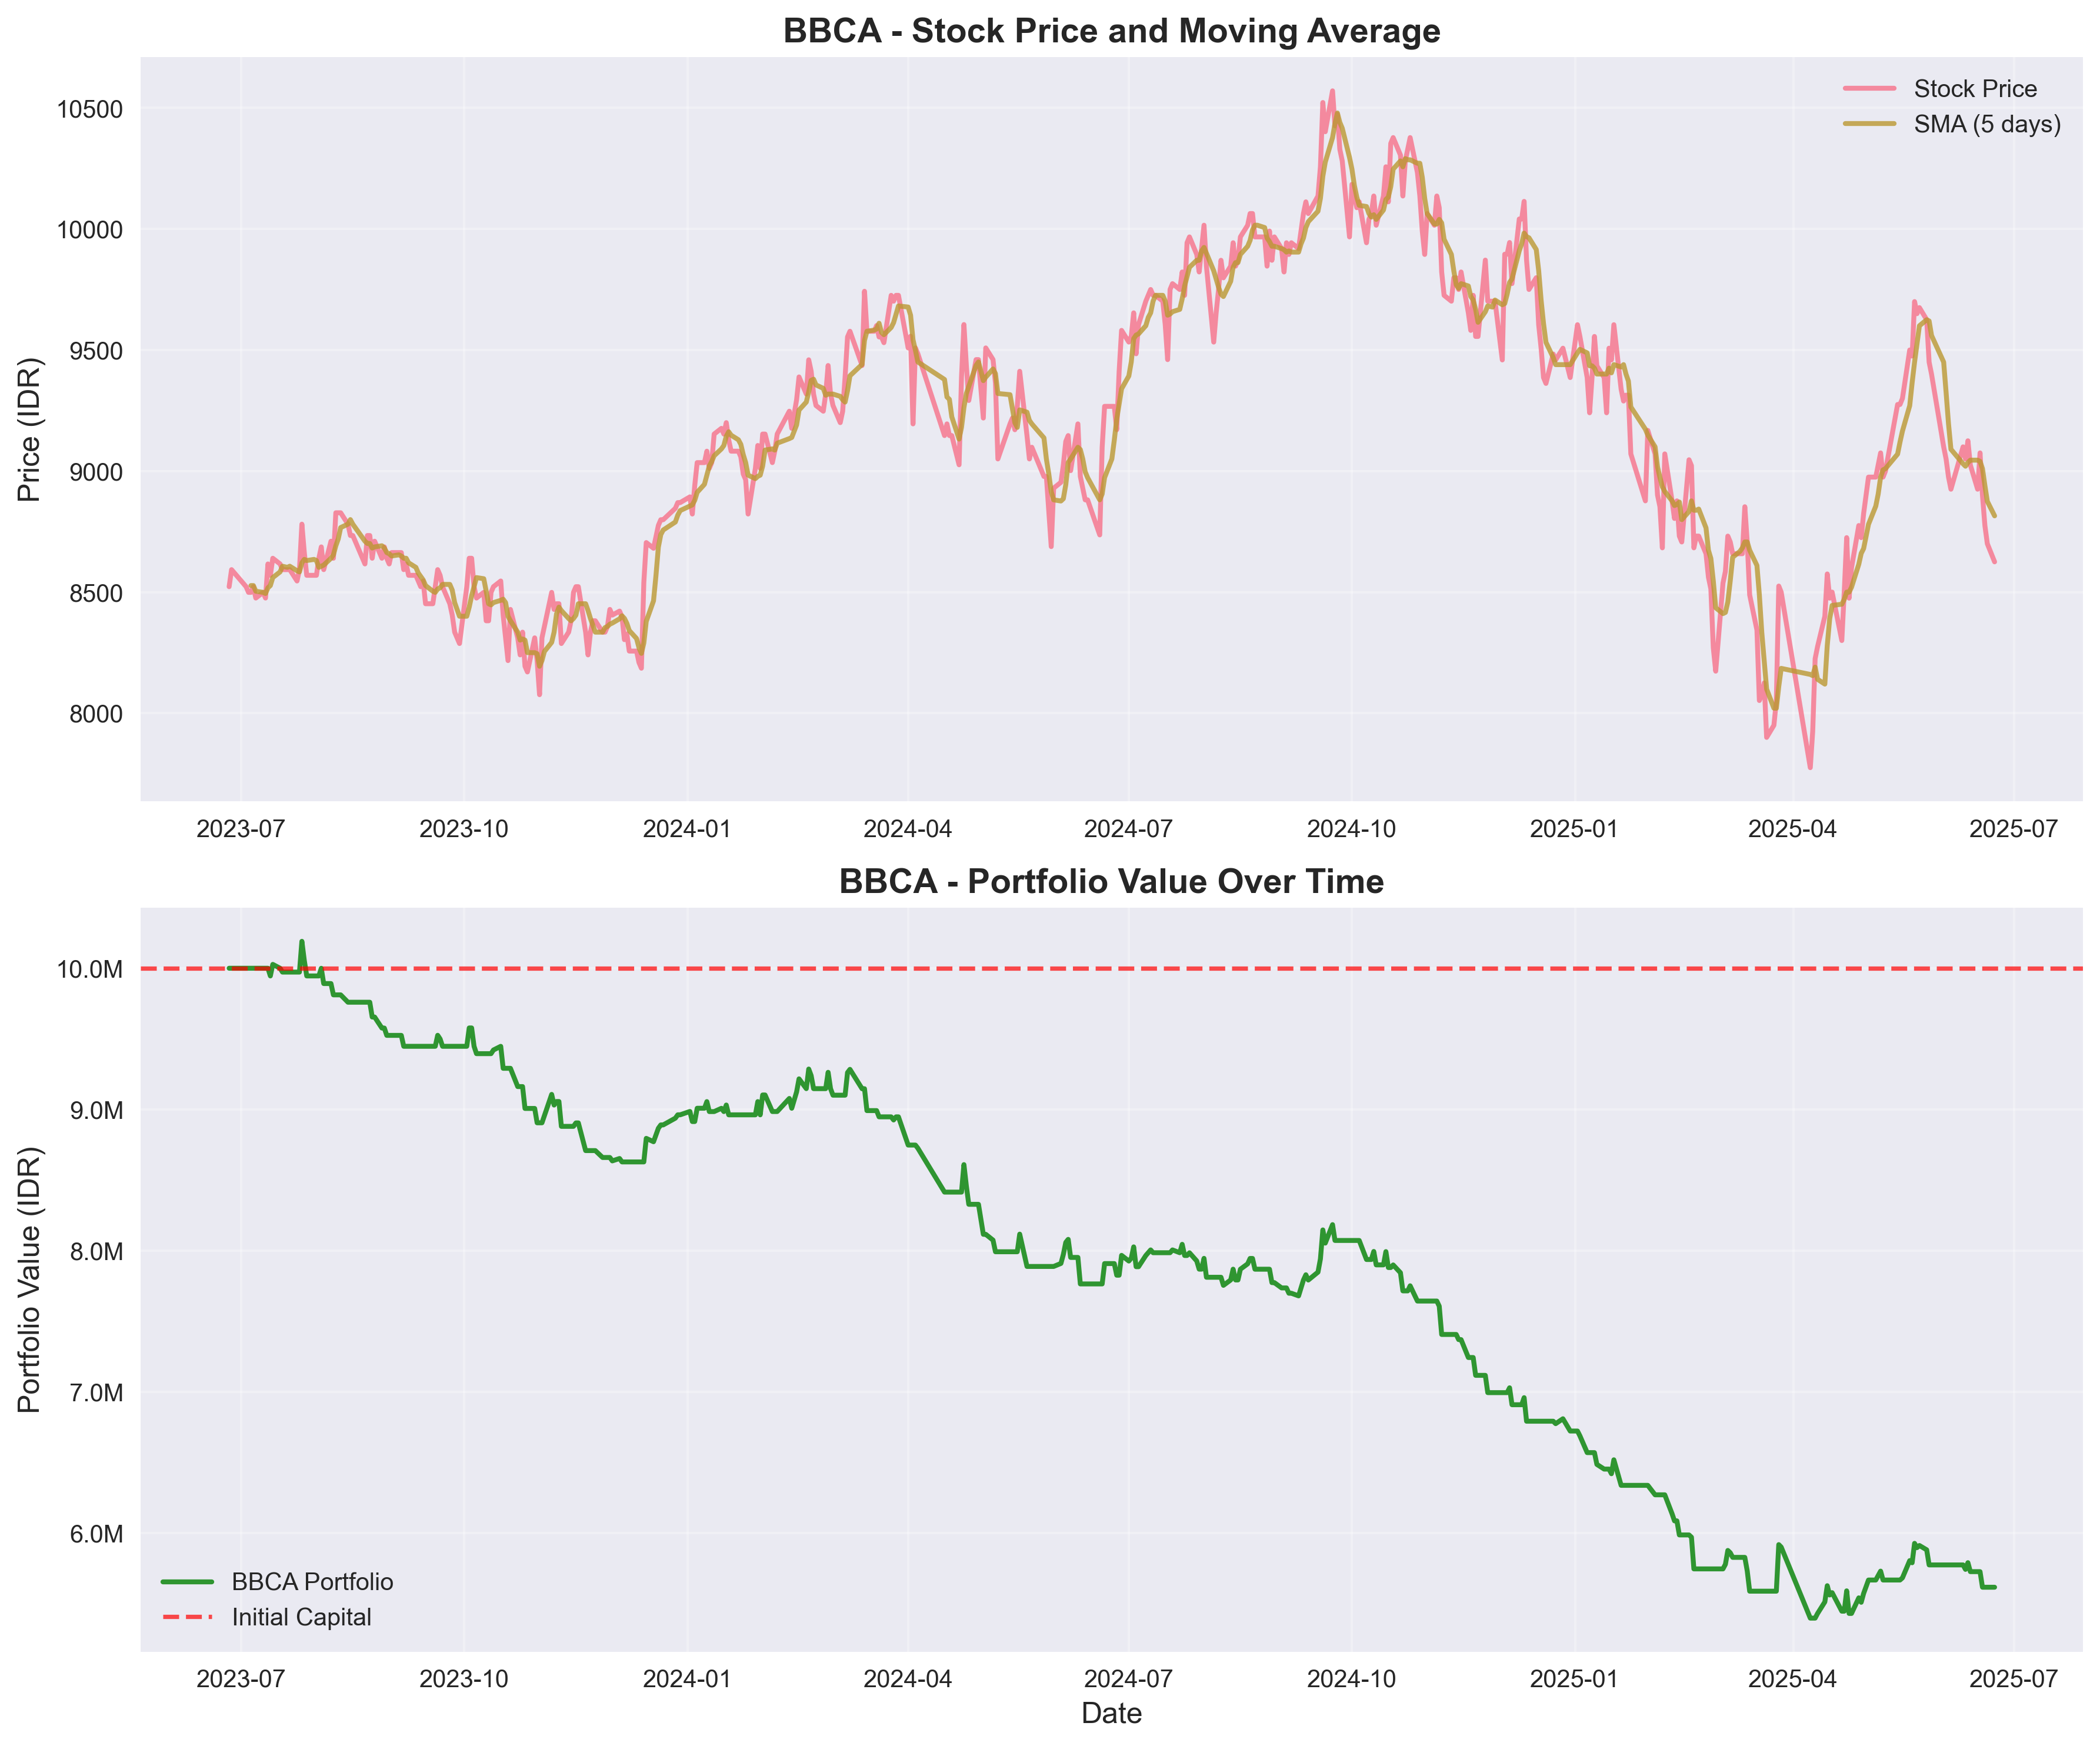 BBCA - Stock Price and Moving Average
Stock Price
SMA (5 days)
Price (IDR)
10500
10000
9500
9000
8500
8000
2023-07 2023-10 2024-01 2024-04 2024-07 2024-10 2025-01 2025-04 2025-07
BBCA - Portfolio Value Over Time
Portfolio Value (IDR)
10.0M
9.0M
8.0M
7.0M
6.0M
BBCA Portfolio
Initial Capital
2023-07 2023-10 2024-01 2024-04 2024-07 2024-10 2025-01 2025-04 2025-07
Date